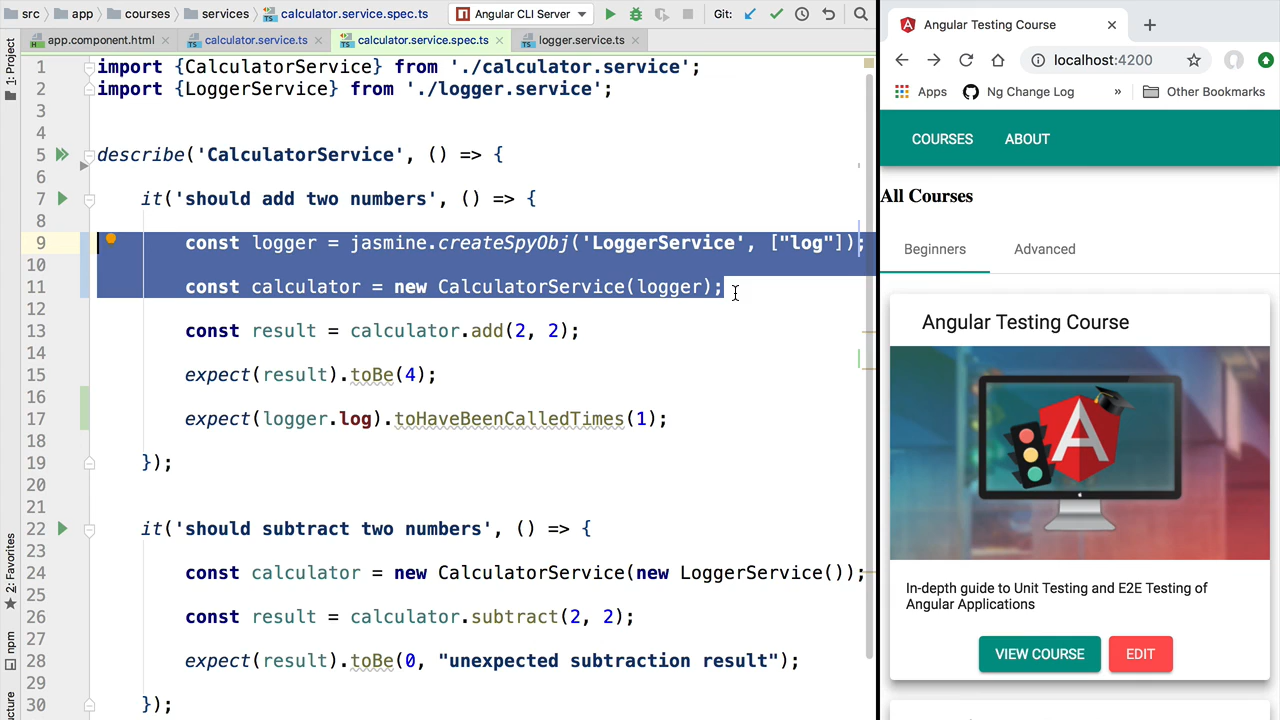 src
app
courses
services
calculator.service.spec.ts
Angular CLI Server
Git:
app.component.html
calculator.service.ts
calculator.service.spec.ts
logger.service.ts
1: Project
2: Favorites
npm
1 import {CalculatorService} from './calculator.service';
2 import {LoggerService} from './logger.service';
3
4
5 describe('CalculatorService', () => {
6
7 it('should add two numbers', () => {
8
9 const logger = jasmine.createSpyObj('LoggerService', ["log"]);
10
11 const calculator = new CalculatorService(logger);
12
13 const result = calculator.add(2, 2);
14
15 expect(result).toBe(4);
16
17 expect(logger.log).toHaveBeenCalledTimes(1);
18
19 });
20
21
22 it('should subtract two numbers', () => {
23
24 const calculator = new CalculatorService(new LoggerService());
25
26 const result = calculator.subtract(2, 2);
27
28 expect(result).toBe(0, "unexpected subtraction result");
29
30 });
Angular Testing Course
localhost:4200
Apps
Ng Change Log
»
Other Bookmarks
COURSES
ABOUT
All Courses
Beginners
Advanced
Angular Testing Course
A
In-depth guide to Unit Testing and E2E Testing of
Angular Applications
VIEW COURSE
EDIT